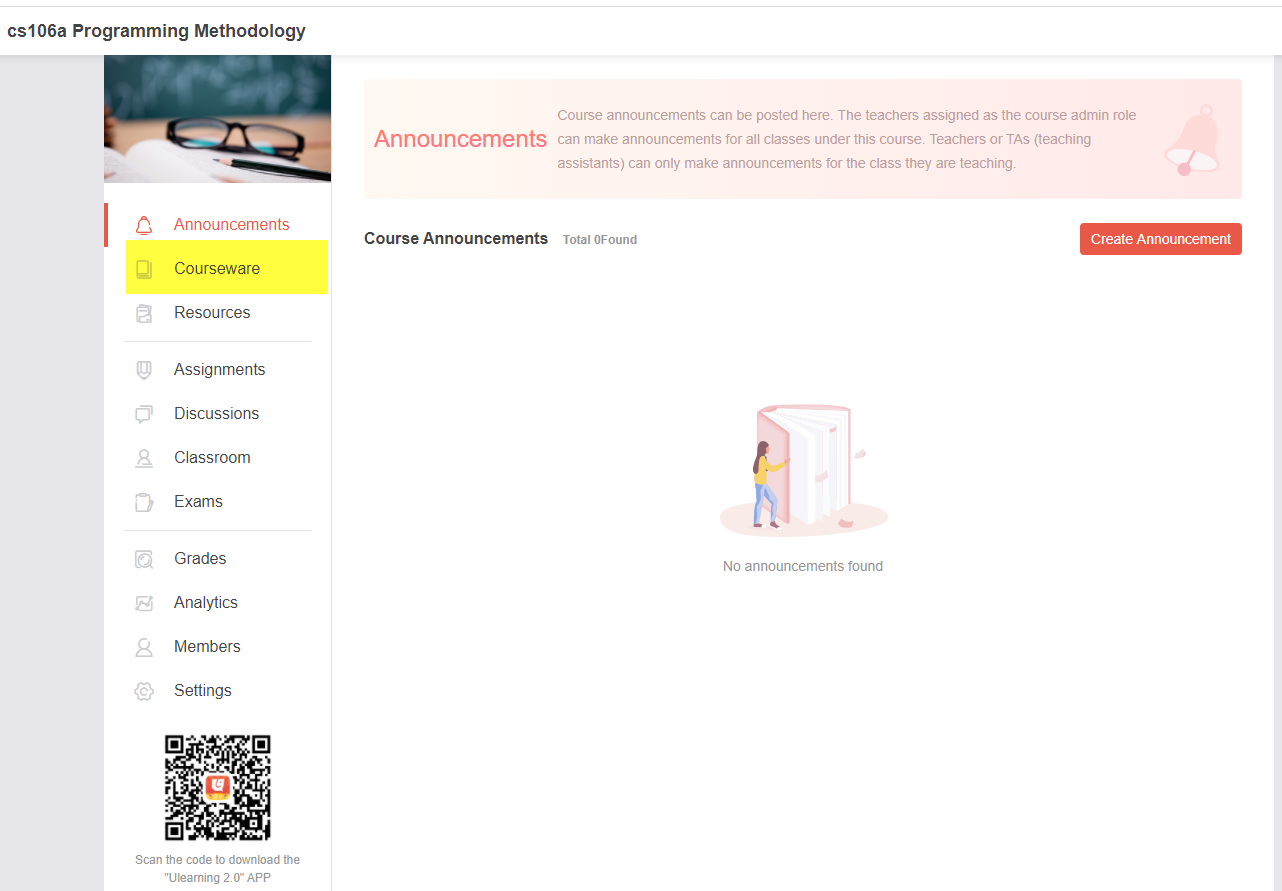 cs106a Programming Methodology
Announcements
Courseware
Resources
Assignments
Discussions
Classroom
Exams
Grades
Analytics
Members
Settings
Scan the code to download the
"Ulearning 2.0" APP
Announcements
Course announcements can be posted here. The teachers assigned as the course admin role
can make announcements for all classes under this course. Teachers or TAs (teaching
assistants) can only make announcements for the class they are teaching.
Course Announcements Total 0Found
Create Announcement
No announcements found